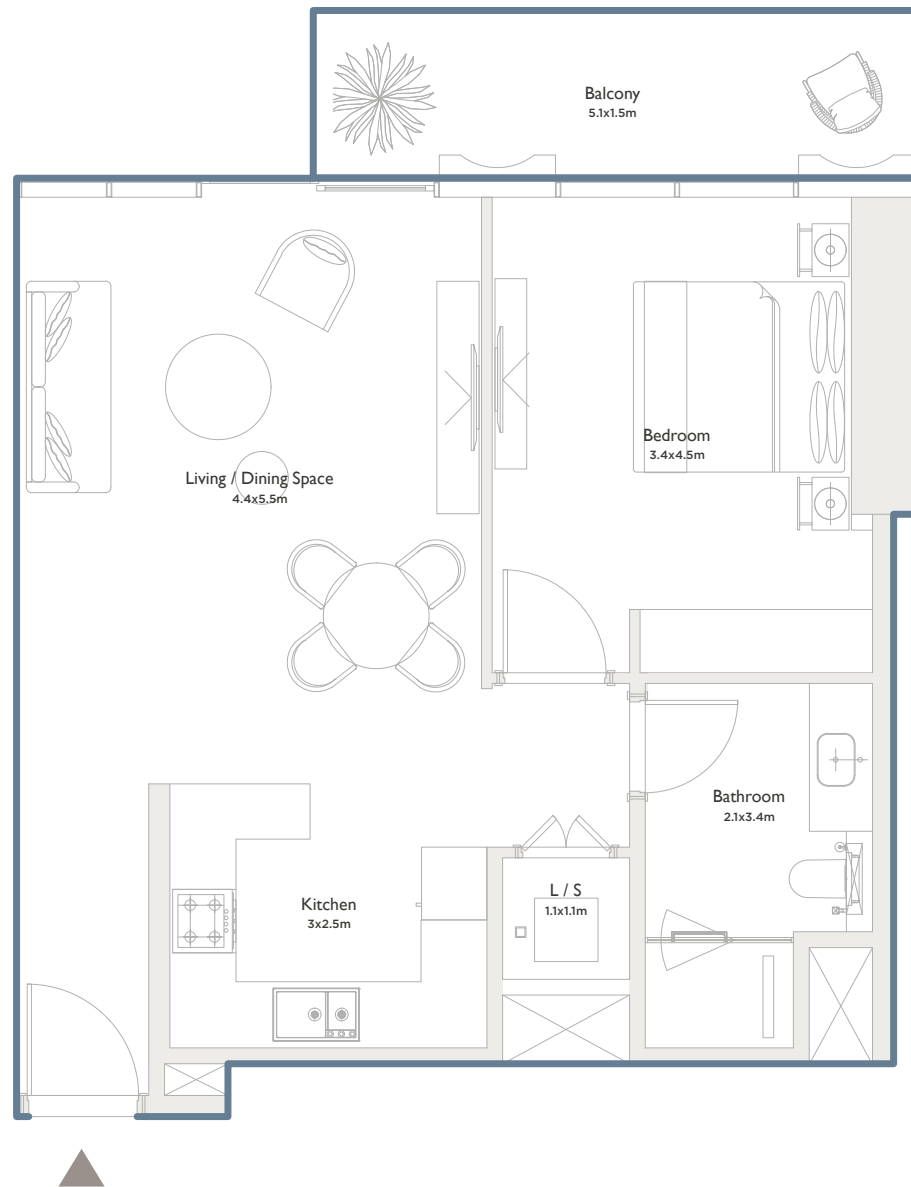 Balcony
5.1x1.5m
Bedroom
3.4x4.5m
Living / Dining Space
4.4x5.5m
Bathroom
2.1x3.4m
Kitchen
3x2.5m
L / S
1.1x1.1m